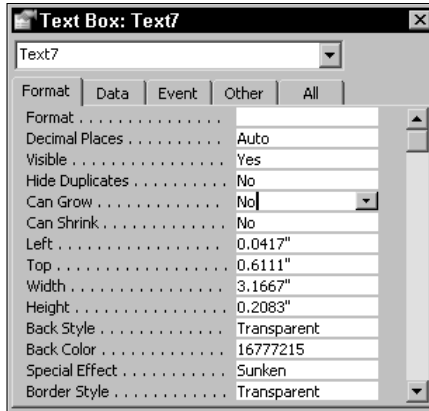 Text Box: Text7
Text7
Format Data Event Other All
Format . . . . . . . . . . . . . . .
Decimal Places . . . . . . . . . . Auto
Visible . . . . . . . . . . . . . . . . Yes
Hide Duplicates . . . . . . . . . . No
Can Grow . . . . . . . . . . . . . No
Can Shrink . . . . . . . . . . . . . No
Left . . . . . . . . . . . . . . . . . 0.0417"
Top . . . . . . . . . . . . . . . . . 0.6111"
Width . . . . . . . . . . . . . . . . 3.1667"
Height . . . . . . . . . . . . . . . 0.2083"
Back Style . . . . . . . . . . . . . Transparent
Back Color . . . . . . . . . . . . . 16777215
Special Effect . . . . . . . . . . . Sunken
Border Style . . . . . . . . . . . . Transparent